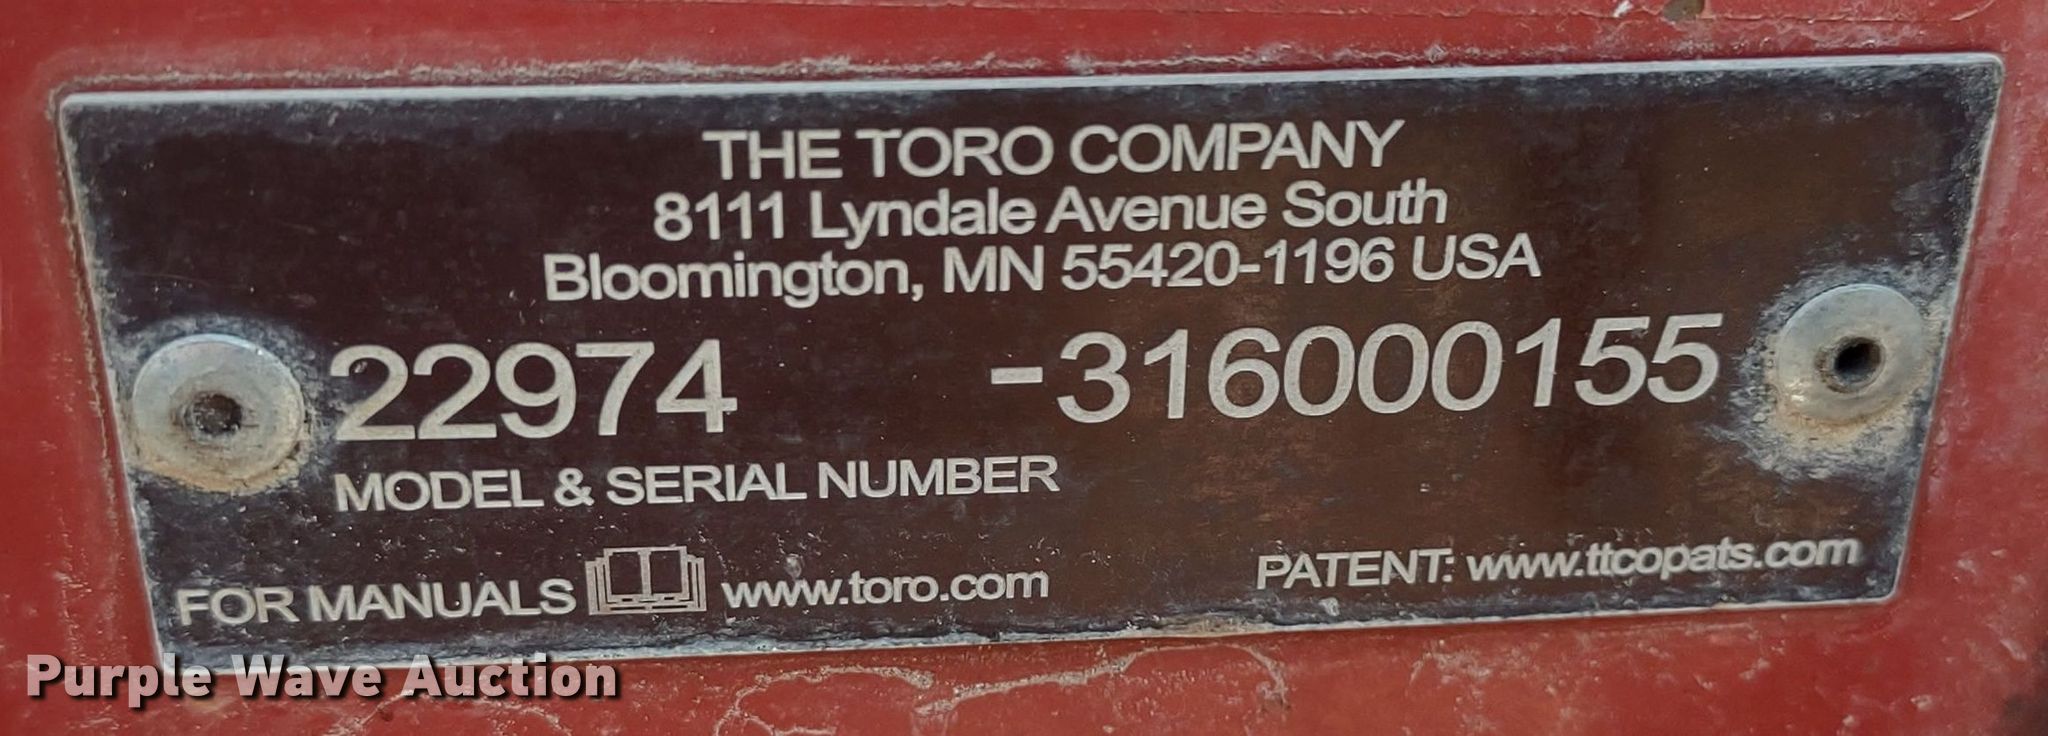 THE TORO COMPANY
8111 Lyndale Avenue South
Bloomington, MN 55420-1196 USA
22974 -316000155
MODEL & SERIAL NUMBER
FOR MANUALS www.toro.com
PATENT: www.ttcopats.com
Purple Wave Auction